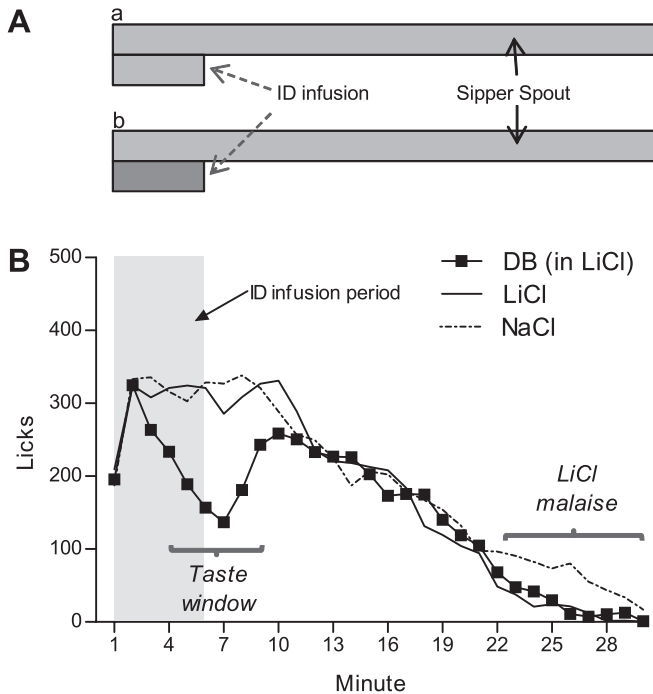 A
a
ID infusion
Sipper Spout
b
B
500
400
300
200
100
0
Licks
ID infusion period
DB (in LiCl)
LiCl
NaCl
Taste
window
LiCl
malaise
1 4 7 10 13 16 19 22 25 28
Minute